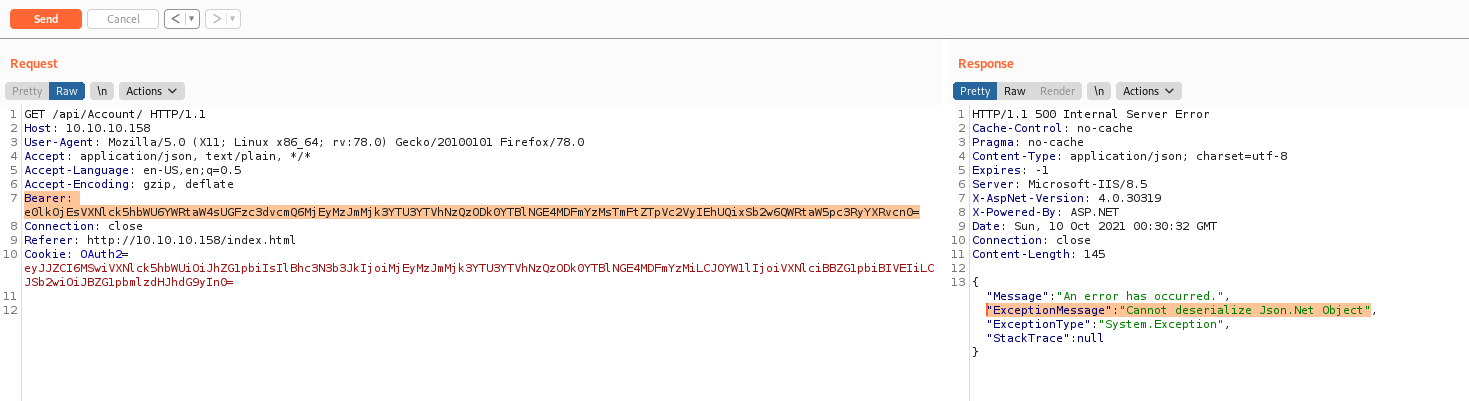 Send Cancel < ▾ > ▾
Request
Pretty Raw \n Actions
1 GET /api/Account/ HTTP/1.1
2 Host: 10.10.10.158
3 User-Agent: Mozilla/5.0 (X11; Linux x86_64; rv:78.0) Gecko/20100101 Firefox/78.0
4 Accept: application/json, text/plain, */*
5 Accept-Language: en-US,en;q=0.5
6 Accept-Encoding: gzip, deflate
7 Bearer:
e0lkOjEsVXNlck5hbWU6YWRtaW4sUGFzc3dvcmQ6MjEyMzJmMjk3YTU3YTVhNzQzODk0YTBlNGE4MDFmYzMsTmFtZTpVc2VyIEhUQixSb2w6QWRtaW5pc3RyYXRvcn0=
8 Connection: close
9 Referer: http://10.10.10.158/index.html
10 Cookie: OAuth2=
eyJJZCI6MSwiVXNlck5hbWUiOiJhZG1pbiIsIlBhc3N3b3JkIjoiMjEyMzJmMjk3YTU3YTVhNzQzODk0YTBlNGE4MDFmYzMiLCJOYW1lIjoiVXNlciBBZG1pbiBIVEIiLC
JSb2wiOiJBZG1pbmlzdHJhdG9yIn0=
11
12
Response
Pretty Raw Render \n Actions
1 HTTP/1.1 500 Internal Server Error
2 Cache-Control: no-cache
3 Pragma: no-cache
4 Content-Type: application/json; charset=utf-8
5 Expires: -1
6 Server: Microsoft-IIS/8.5
7 X-AspNet-Version: 4.0.30319
8 X-Powered-By: ASP.NET
9 Date: Sun, 10 Oct 2021 00:30:32 GMT
10 Connection: close
11 Content-Length: 145
12
13 {
"Message":"An error has occurred.",
"ExceptionMessage":"Cannot deserialize Json.Net Object",
"ExceptionType":"System.Exception",
"StackTrace":null
}